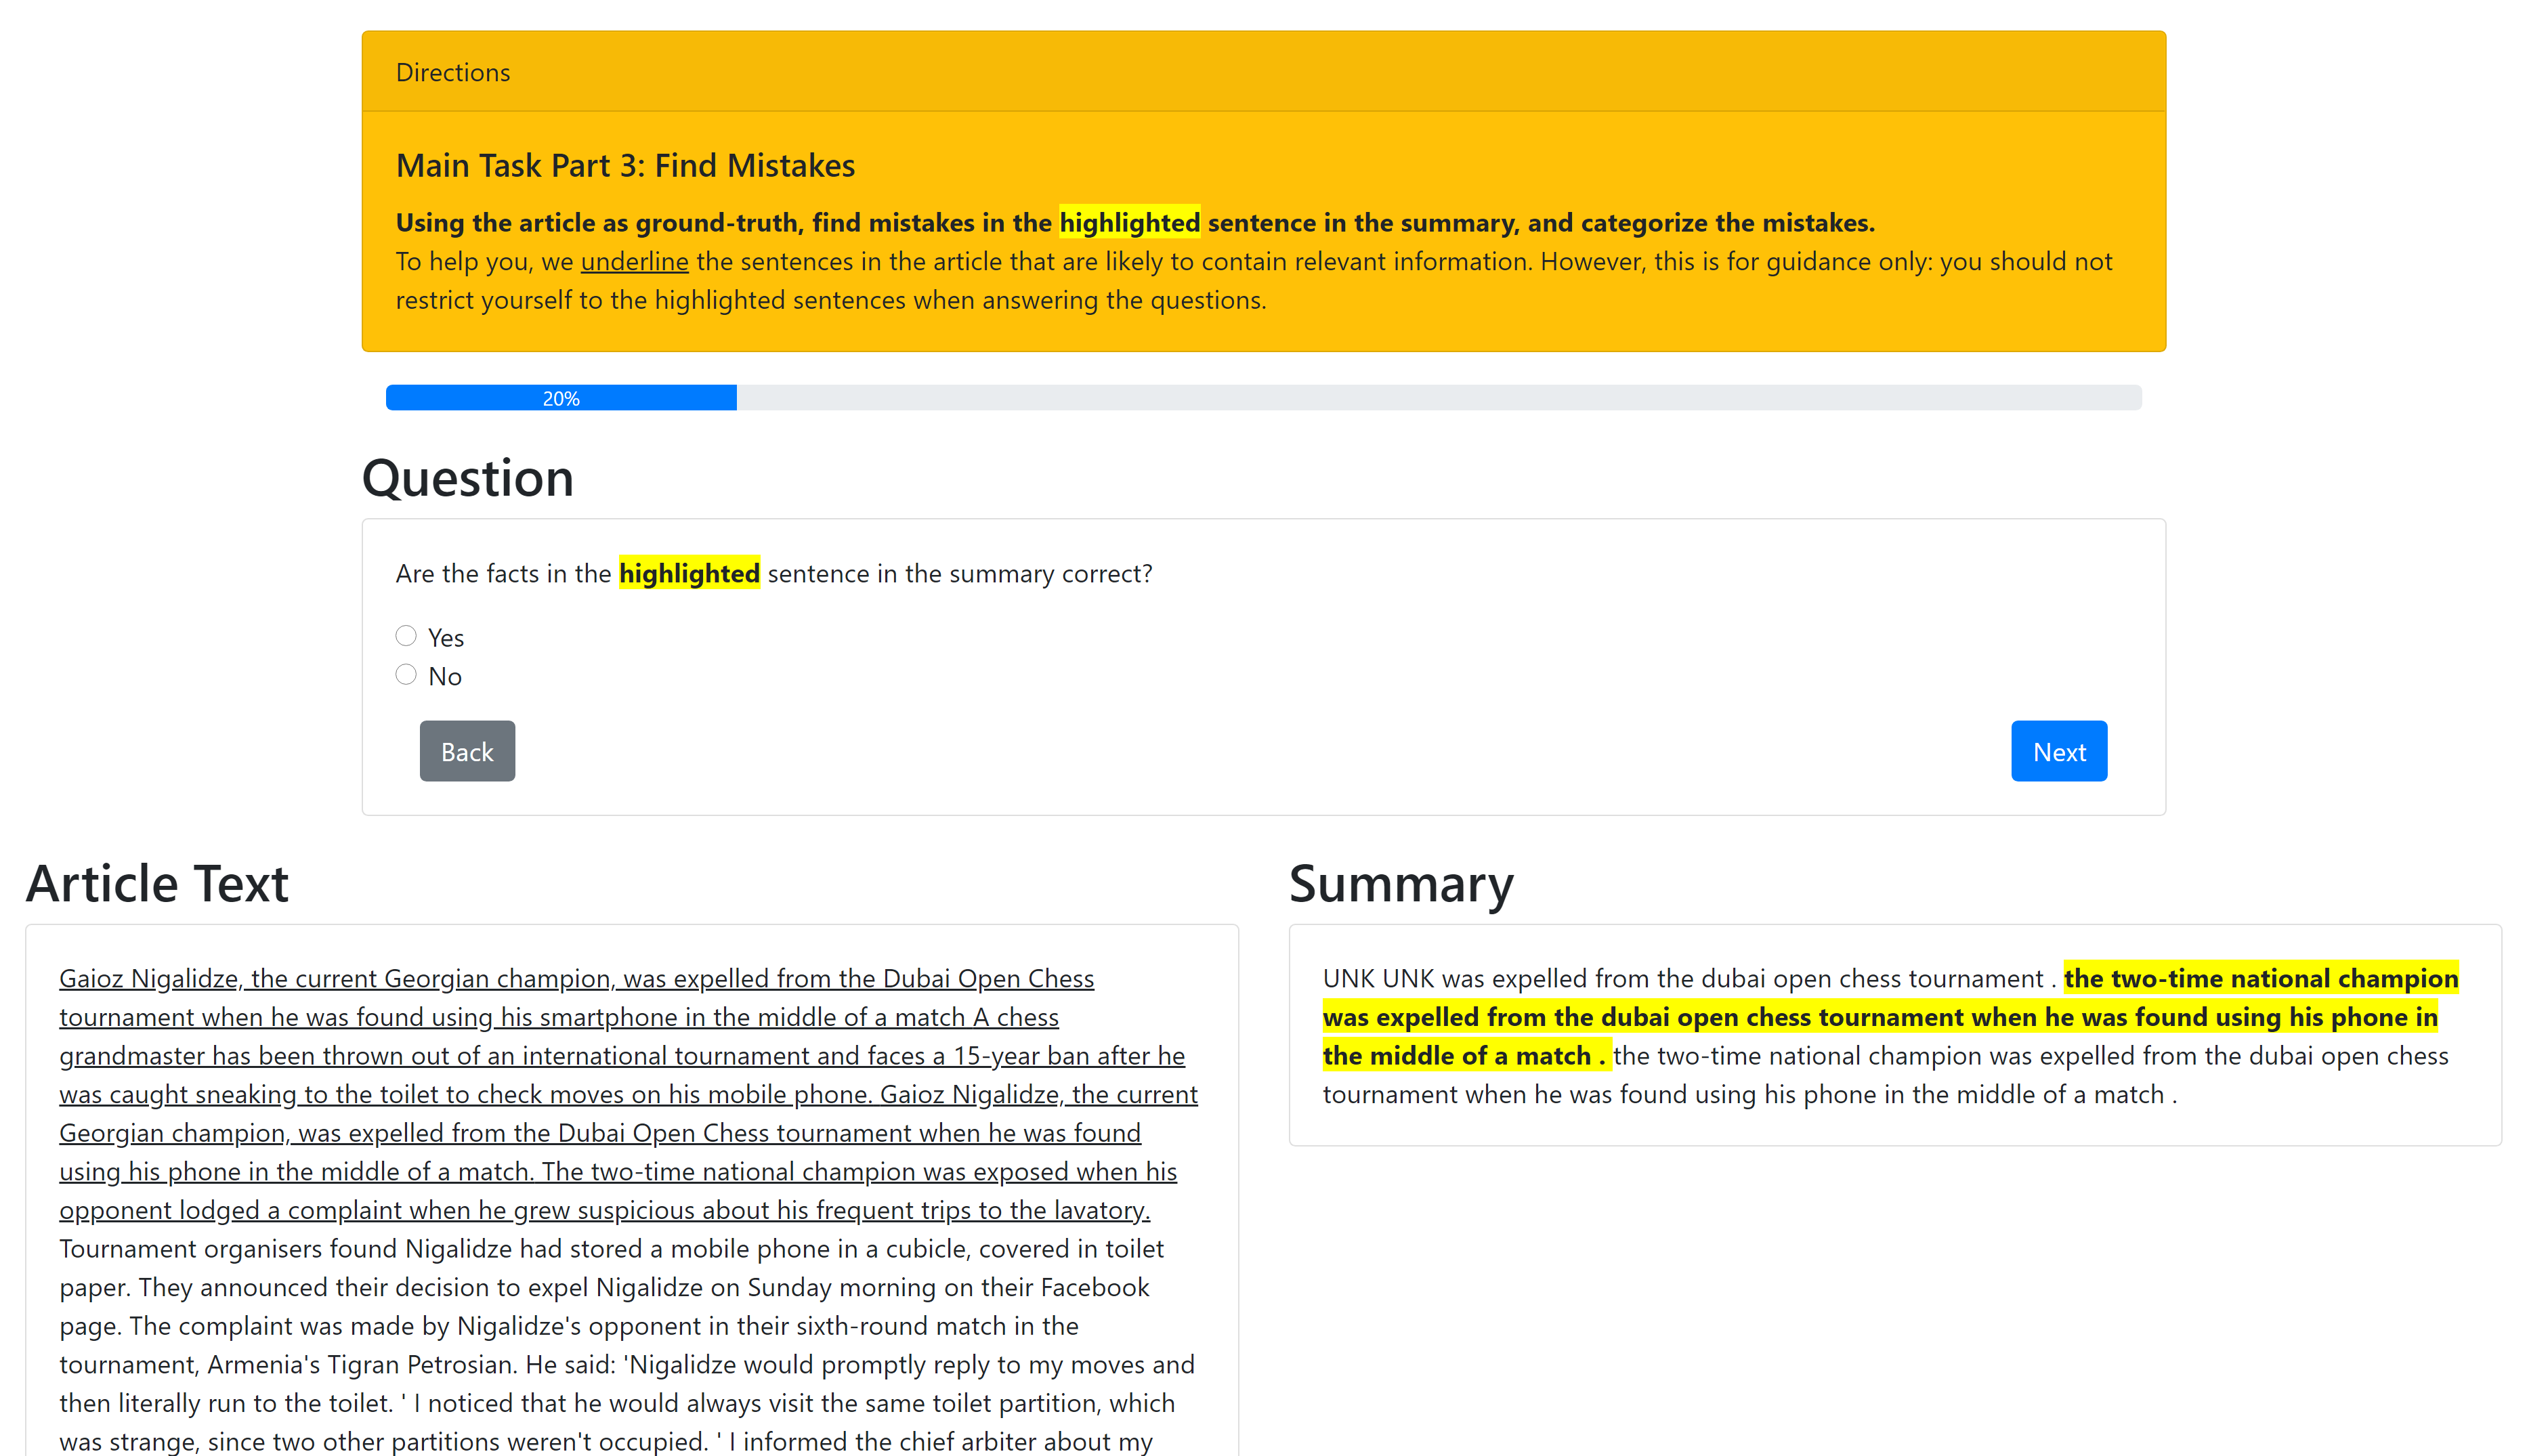 Directions
Main Task Part 3: Find Mistakes
Using the article as ground-truth, find mistakes in the highlighted sentence in the summary, and categorize the mistakes.
To help you, we underline the sentences in the article that are likely to contain relevant information. However, this is for guidance only: you should not
restrict yourself to the highlighted sentences when answering the questions.
20%
Question
Are the facts in the highlighted sentence in the summary correct?
Yes
No
Back
Next
Article Text
Gaioz Nigalidze, the current Georgian champion, was expelled from the Dubai Open Chess
tournament when he was found using his smartphone in the middle of a match A chess
grandmaster has been thrown out of an international tournament and faces a 15-year ban after he
was caught sneaking to the toilet to check moves on his mobile phone. Gaioz Nigalidze, the current
Georgian champion, was expelled from the Dubai Open Chess tournament when he was found
using his phone in the middle of a match. The two-time national champion was exposed when his
opponent lodged a complaint when he grew suspicious about his frequent trips to the lavatory.
Tournament organisers found Nigalidze had stored a mobile phone in a cubicle, covered in toilet
paper. They announced their decision to expel Nigalidze on Sunday morning on their Facebook
page. The complaint was made by Nigalidze's opponent in their sixth-round match in the
tournament, Armenia's Tigran Petrosian. He said: 'Nigalidze would promptly reply to my moves and
then literally run to the toilet. ' I noticed that he would always visit the same toilet partition, which
was strange, since two other partitions weren't occupied. ' I informed the chief arbiter about my
Summary
UNK UNK was expelled from the dubai open chess tournament . the two-time national champion
was expelled from the dubai open chess tournament when he was found using his phone in
the middle of a match . the two-time national champion was expelled from the dubai open chess
tournament when he was found using his phone in the middle of a match .